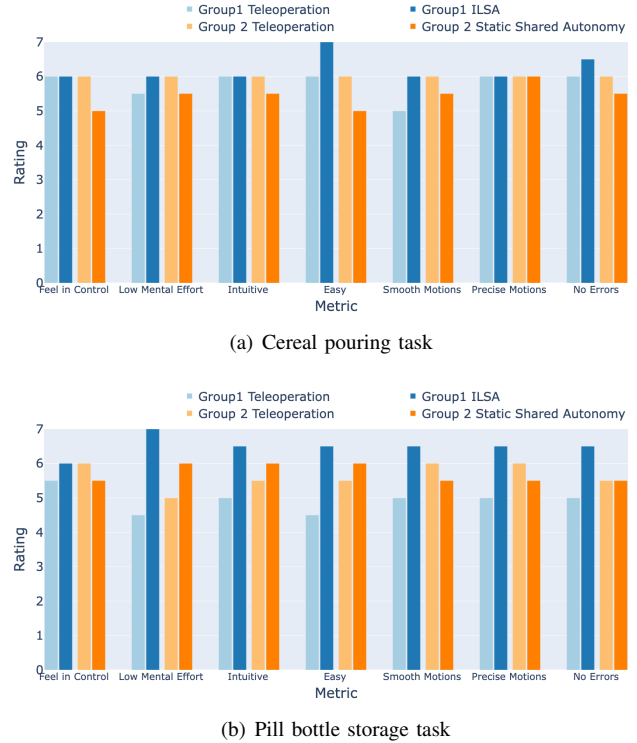 Group1 Teleoperation Group1 ILSA
Group 2 Teleoperation Group 2 Static Shared Autonomy
7
6
5
4
3
2
1
0
Rating
Feel in Control Low Mental Effort Intuitive Easy Smooth Motions Precise Motions No Errors
Metric
(a) Cereal pouring task
Group1 Teleoperation Group1 ILSA
Group 2 Teleoperation Group 2 Static Shared Autonomy
7
6
5
4
3
2
1
0
Rating
Feel in Control Low Mental Effort Intuitive Easy Smooth Motions Precise Motions No Errors
Metric
(b) Pill bottle storage task